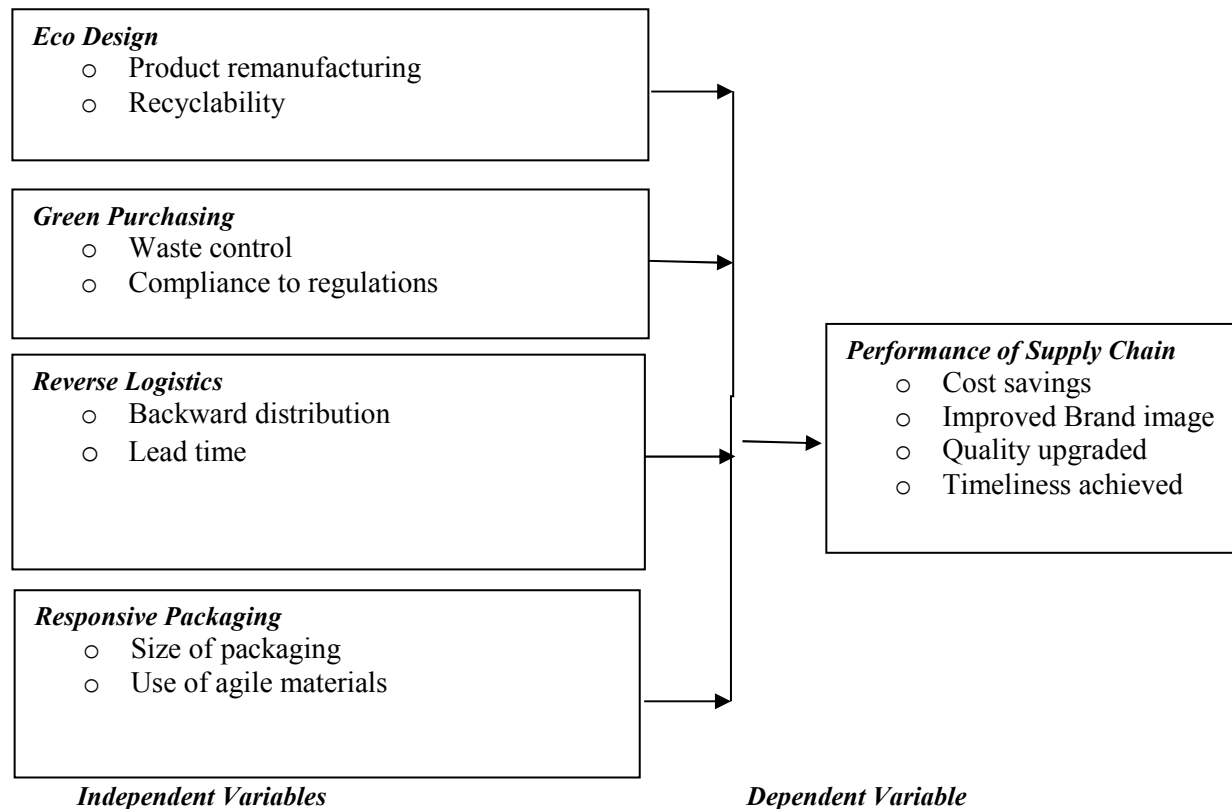 Eco Design
o Product remanufacturing
o Recyclability
Green Purchasing
o Waste control
o Compliance to regulations
Reverse Logistics
o Backward distribution
o Lead time
Responsive Packaging
o Size of packaging
o Use of agile materials
Independent Variables
Performance of Supply Chain
o Cost savings
o Improved Brand image
o Quality upgraded
o Timeliness achieved
Dependent Variable